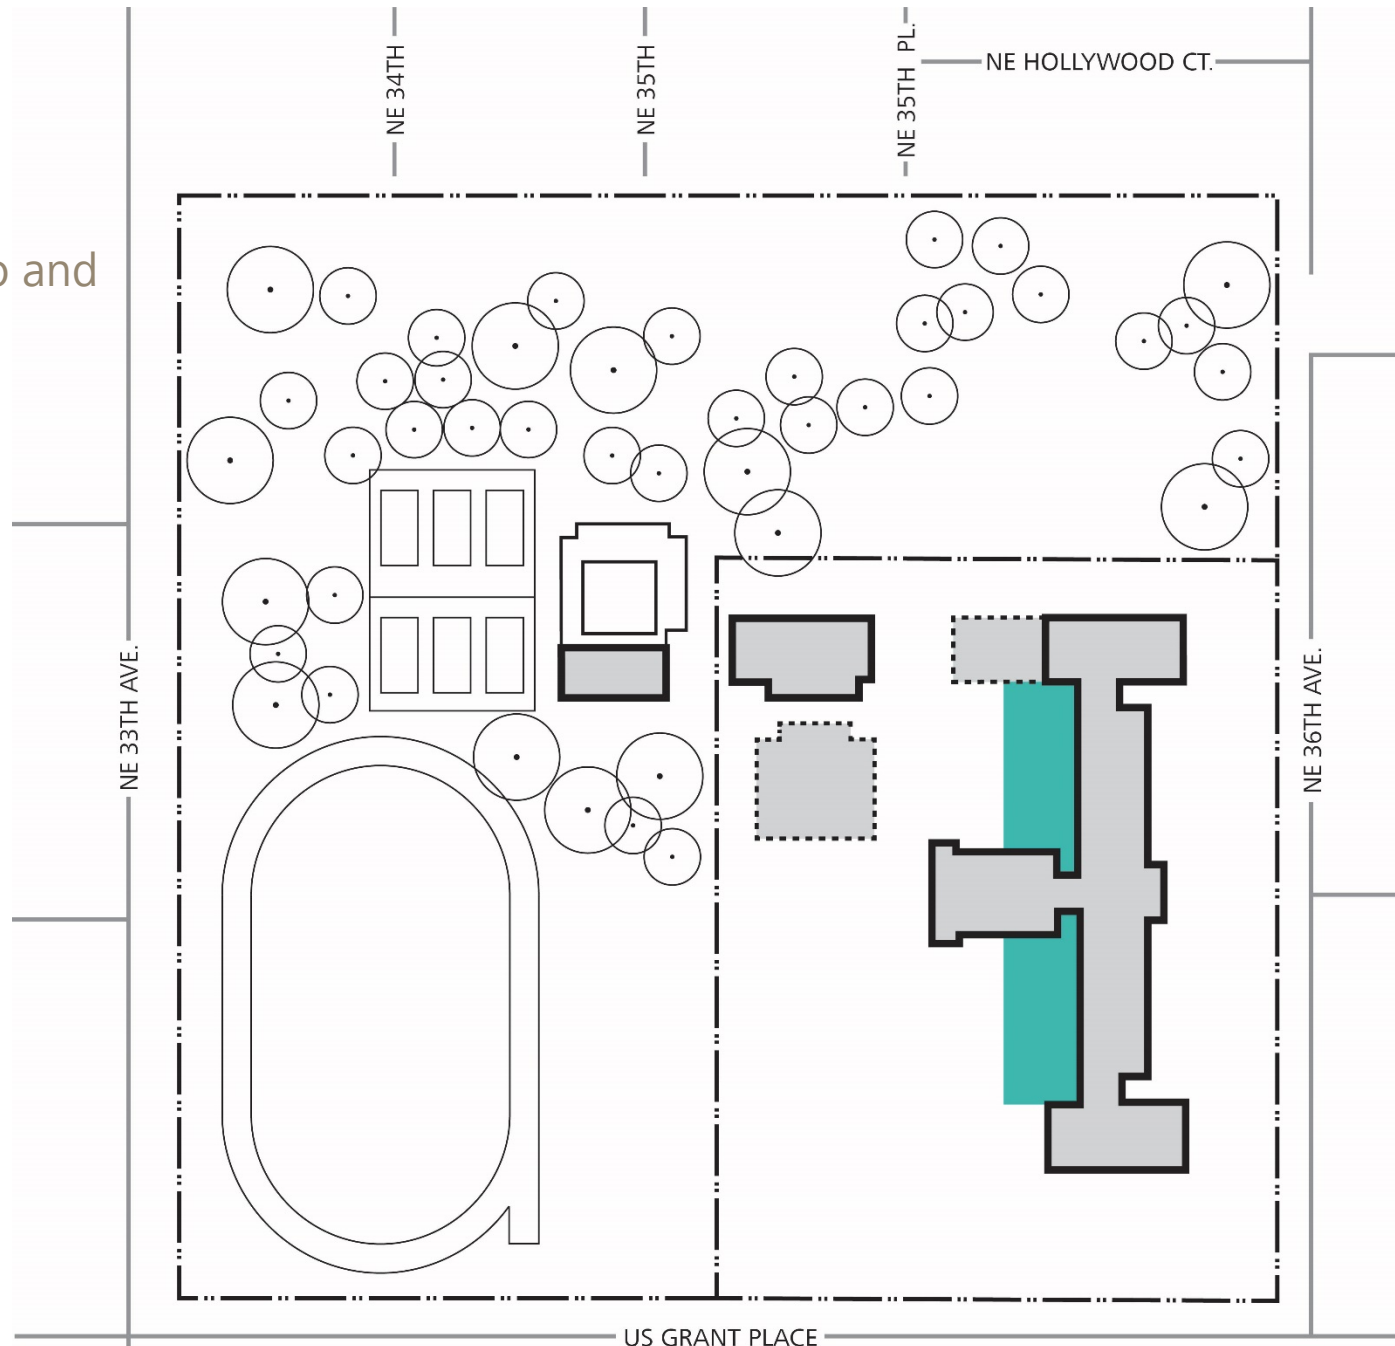 NE 34TH
NE 35TH
NE 35TH PL.
NE HOLLYWOOD CT.
and
NE 33TH AVE.
NE 36TH AVE.
US GRANT PLACE